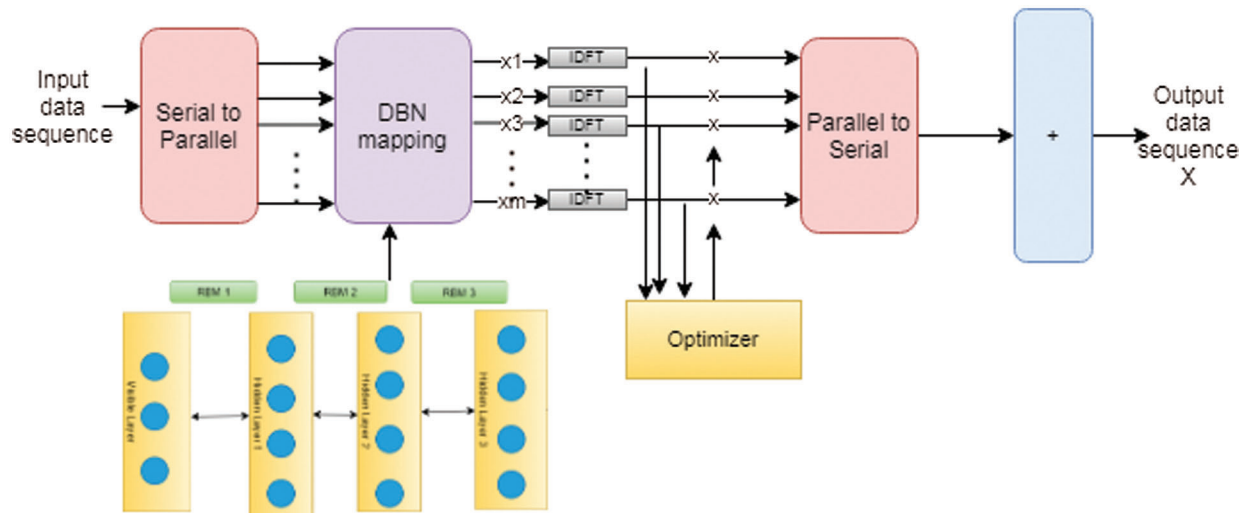 Input
data
sequence
Serial to
Parallel
DBN
mapping
x1
x2
x3
xm
IDFT
IDFT
IDFT
IDFT
x
x
x
x
Parallel to
Serial
+
Output
data
sequence
X
RBM 1
RBM 2
RBM 3
Visible Layer
Hidden Layer 1
Hidden Layer 2
Hidden Layer 3
Optimizer